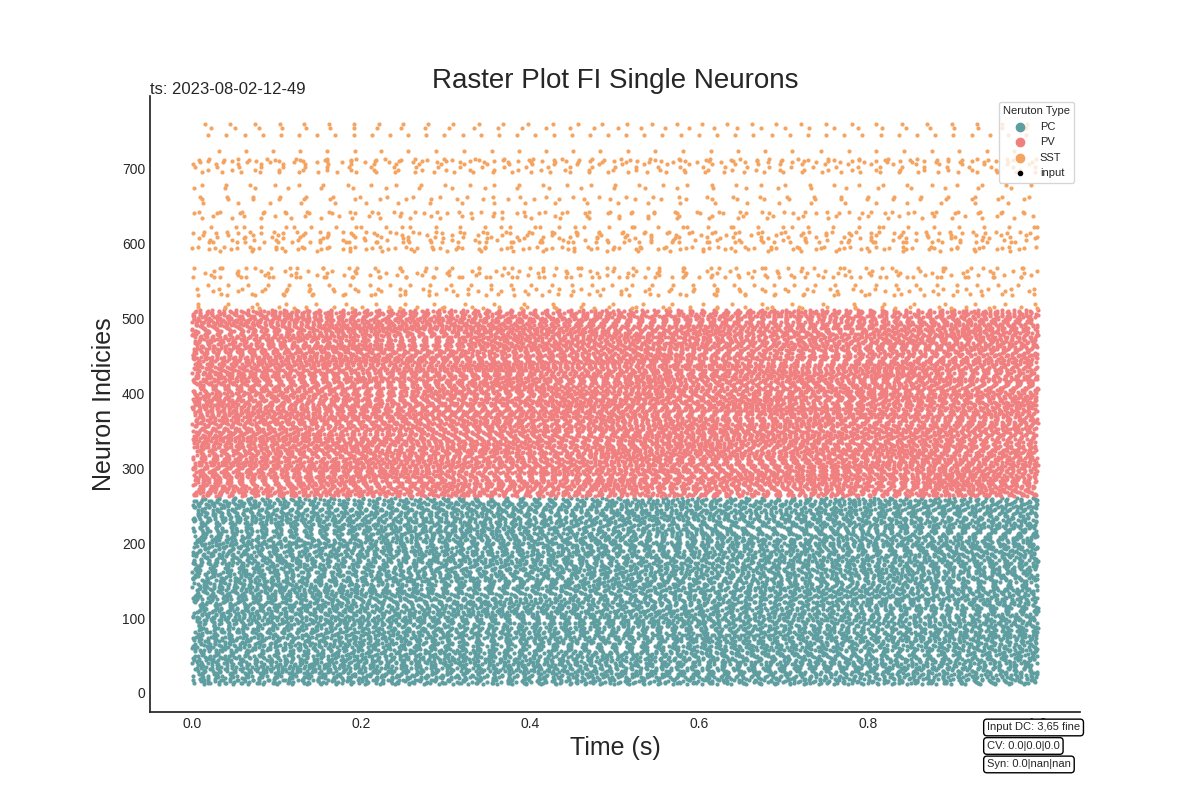 Raster Plot FI Single Neurons
ts: 2023-08-02-12-49
Neruton Type
PC
PV
SST
input
Neuron Indicies
700
600
500
400
300
200
100
0
0.0 0.2 0.4 0.6 0.8
Time (s)
Input DC: 3,65 fine
CV: 0.0|0.0|0.0
Syn: 0.0|nan|nan